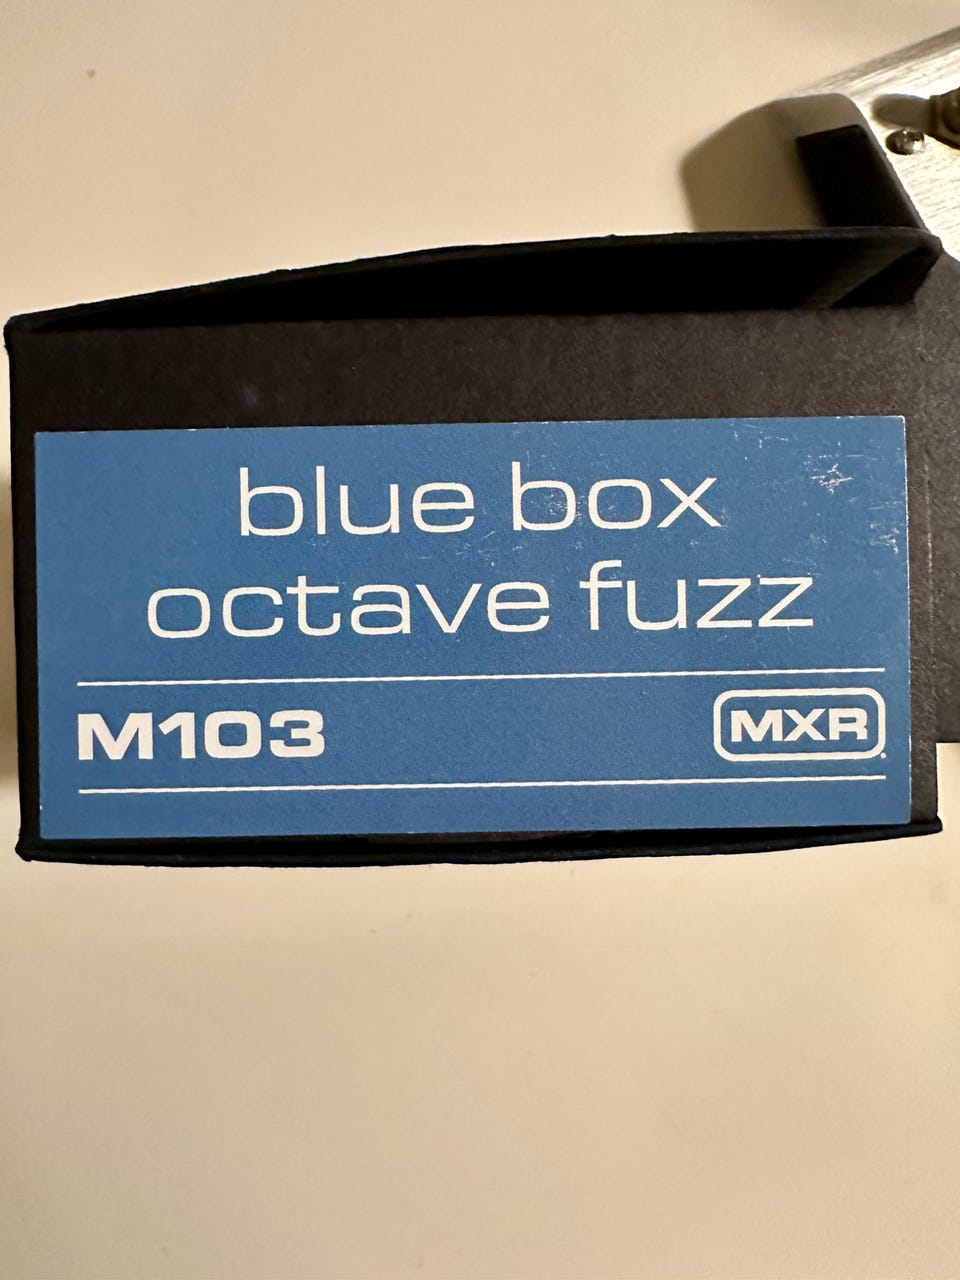 blue box
octave fuzz
M103
MXR